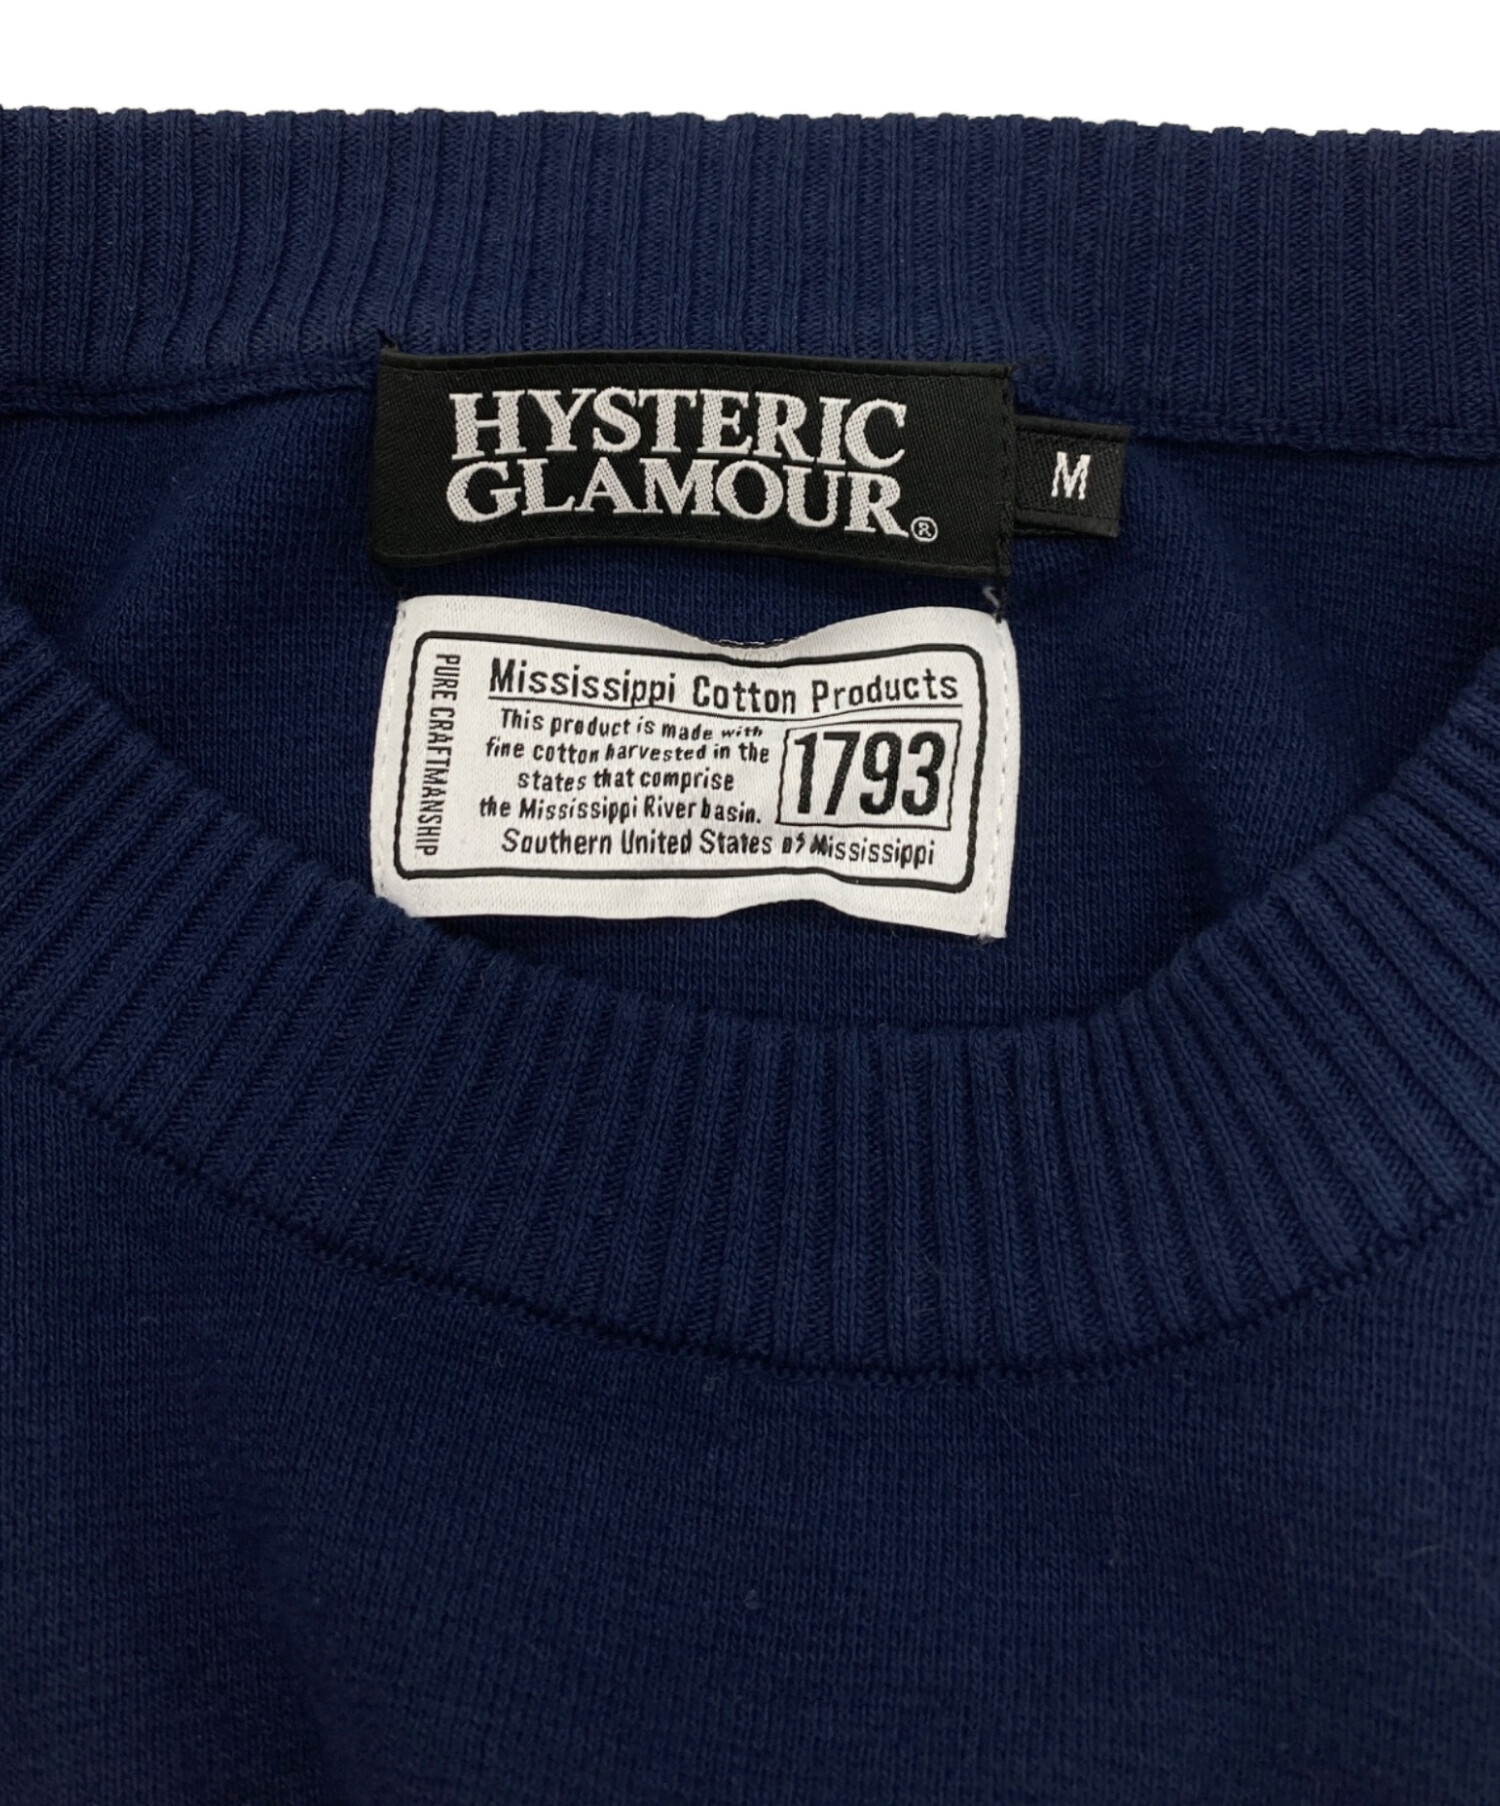 HYSTERIC
GLAMOUR®
M
PURE CRAFTMANSHIP
Mississippi Cotton Products
This product is made with
fine cotton harvested in the
states that comprise
the Mississippi River basin.
1793
Southern United States of Mississippi